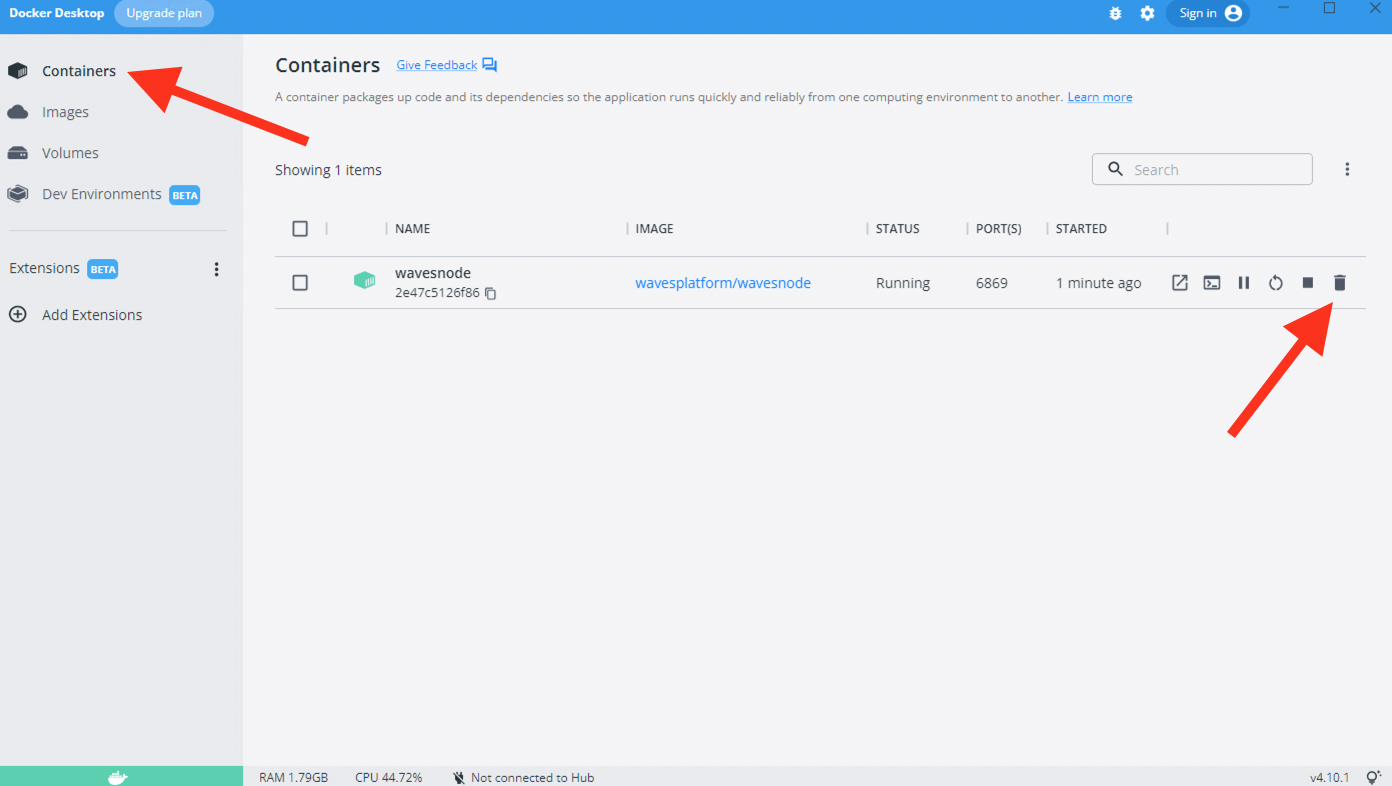 Docker Desktop Upgrade plan Sign in
Containers
Images
Volumes
Dev Environments BETA
Extensions BETA
Add Extensions
Containers Give Feedback
A container packages up code and its dependencies so the application runs quickly and reliably from one computing environment to another. Learn more
Showing 1 items Search
NAME IMAGE STATUS PORT(S) STARTED
wavesnode wavesplatform/wavesnode Running 6869 1 minute ago
2e47c5126f86
RAM 1.79GB CPU 44.72% Not connected to Hub v4.10.1